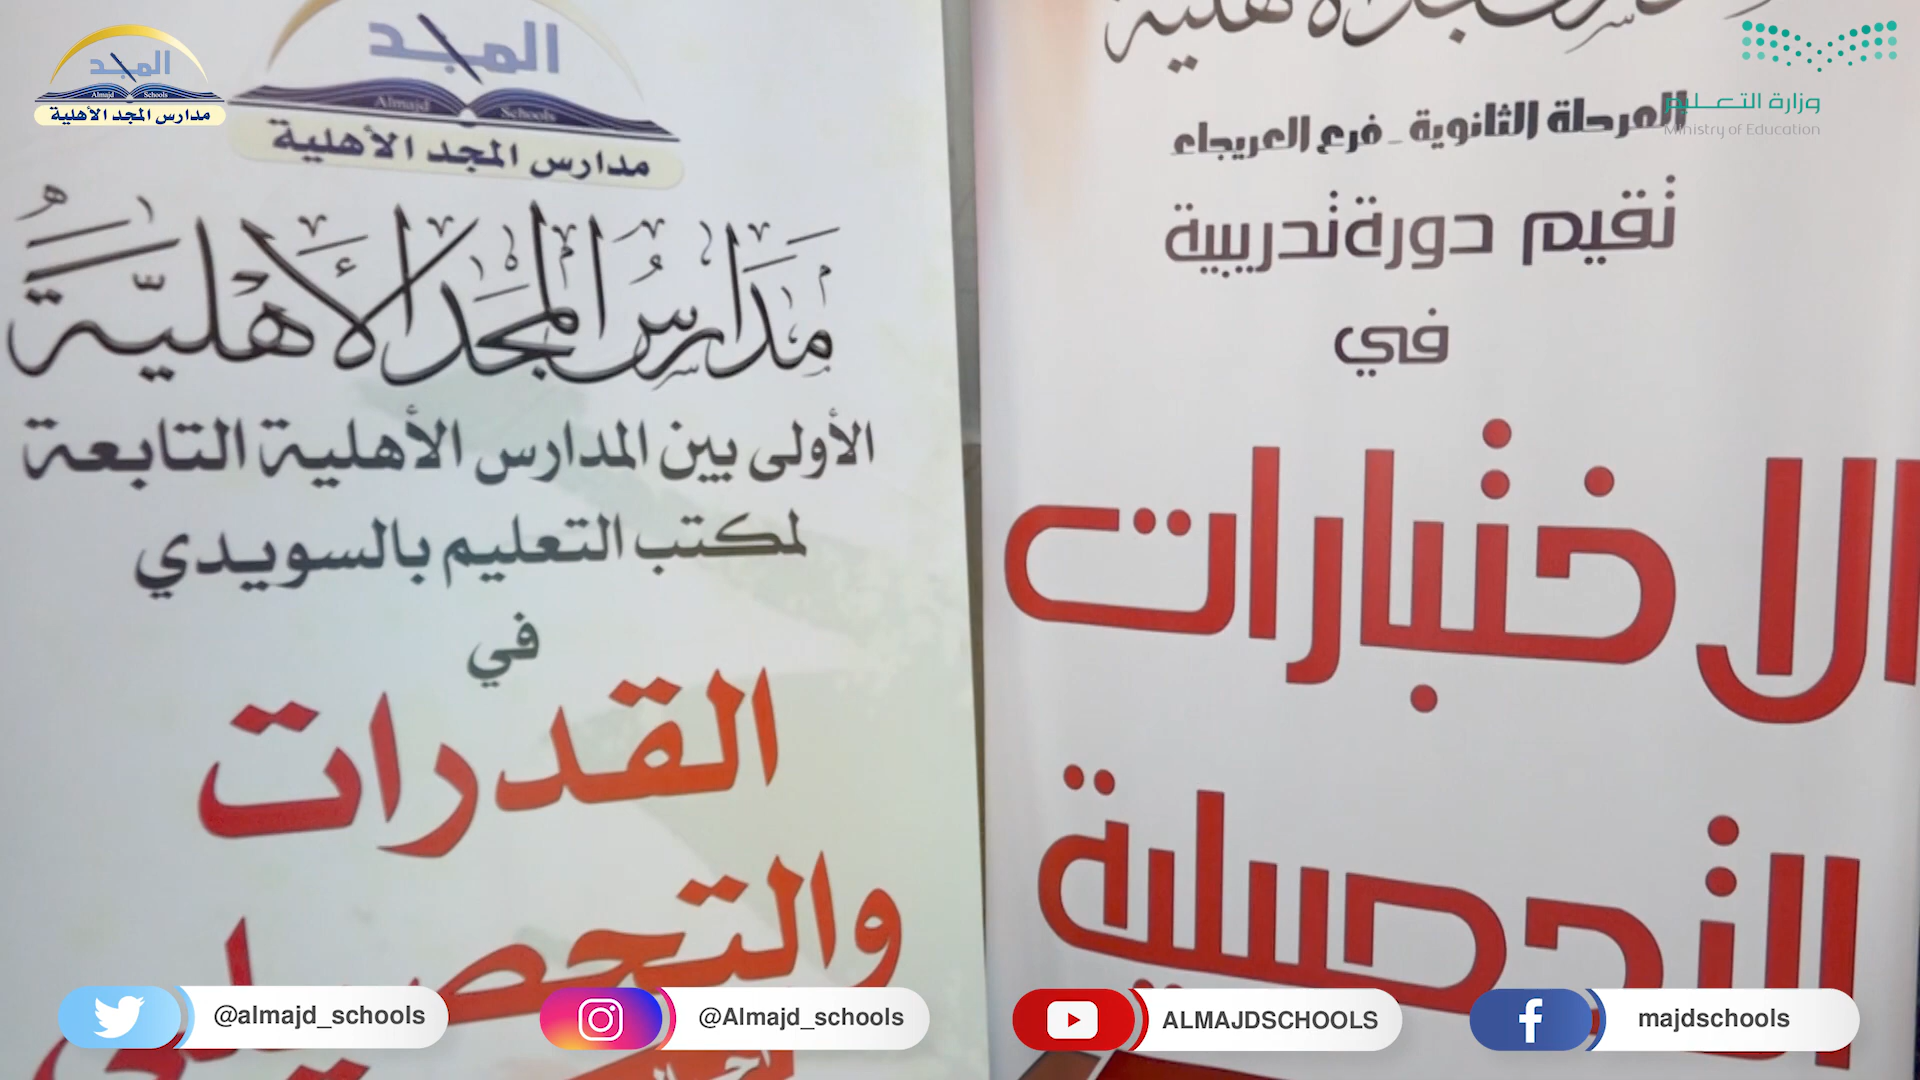 المجد
Almajd Schools
مدارس المجد الأهلية
المجد
Almajd Schools
مدارس المجد الأهلية
مدارس المجد الأهلية
الأولى بين المدارس الأهلية التابعة
لمكتب التعليم بالسويدي
في
القدرات
والتحصيلي
وزارة التعليم
Ministry of Education
المرحلة الثانوية - فرع العريجاء
تقيم دورة تدريبية
في
الاختبارات
التحصيلية
@almajd_schools
@Almajd_schools
ALMAJDSCHOOLS
majdschools